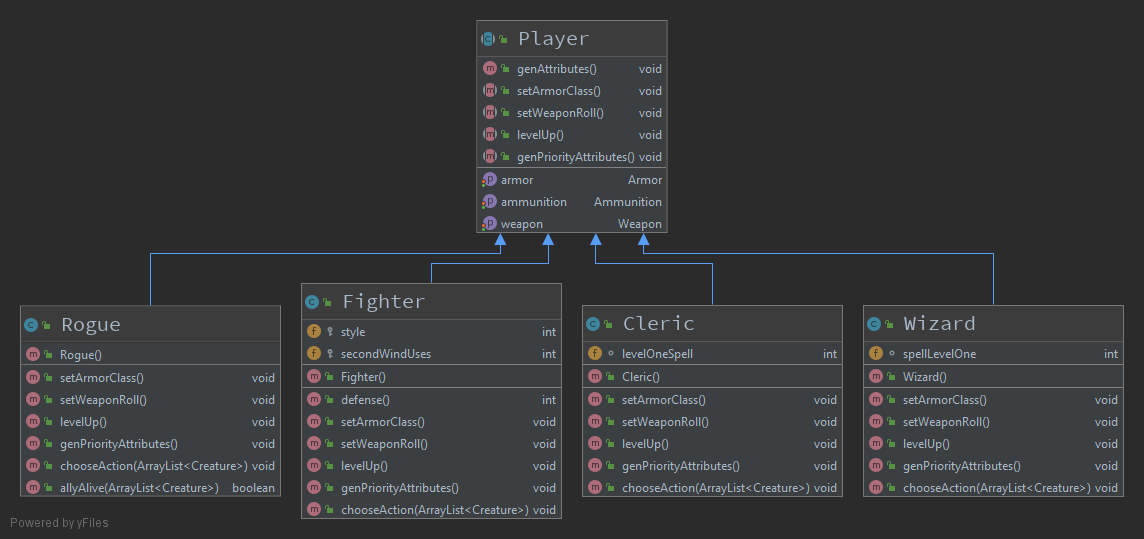 Player
genAttributes() void
setArmorClass() void
setWeaponRoll() void
levelUp() void
genPriorityAttributes() void
armor Armor
ammunition Ammunition
weapon Weapon
Rogue
Rogue()
setArmorClass() void
setWeaponRoll() void
levelUp() void
genPriorityAttributes() void
chooseAction(ArrayList<Creature>) void
allyAlive(ArrayList<Creature>) boolean
Fighter
style int
secondWindUses int
Fighter()
defense() int
setArmorClass() void
setWeaponRoll() void
levelUp() void
genPriorityAttributes() void
chooseAction(ArrayList<Creature>) void
Cleric
levelOneSpell int
Cleric()
setArmorClass() void
setWeaponRoll() void
levelUp() void
genPriorityAttributes() void
chooseAction(ArrayList<Creature>) void
Wizard
spellLevelOne int
Wizard()
setArmorClass() void
setWeaponRoll() void
levelUp() void
genPriorityAttributes() void
chooseAction(ArrayList<Creature>) void
Powered by yFiles